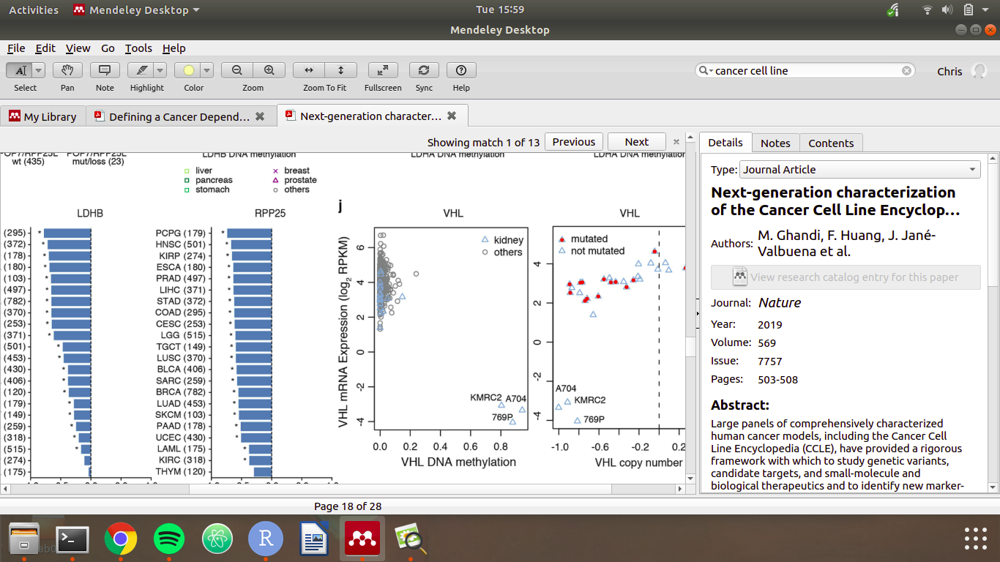 Activities Mendeley Desktop Tue 15:59
Mendeley Desktop
File Edit View Go Tools Help
Select Pan Note Highlight Color Zoom Zoom To Fit Fullscreen Sync Help
cancer cell line Chris
My Library Defining a Cancer Depend... Next-generation character...
Showing match 1 of 13 Previous Next
wt (435) mut/loss (23)
LDHB DNA methylation LDHA DNA methylation LDHA DNA methylation
liver breast
pancreas prostate
stomach others
LDHB
(295)
(372)
(178)
(180)
(103)
(497)
(782)
(370)
(253)
(371)
(501)
(453)
(430)
(406)
(120)
(179)
(149)
(259)
(318)
(515)
(274)
(175)
RPP25
PCPG (179)
HNSC (501)
KIRP (274)
ESCA (180)
PRAD (497)
LIHC (371)
STAD (372)
COAD (295)
CESC (253)
LGG (515)
TGCT (149)
LUSC (370)
BLCA (406)
SARC (259)
BRCA (782)
LUAD (453)
SKCM (103)
PAAD (178)
UCEC (430)
LAML (175)
KIRC (318)
THYM (120)
j
VHL
VHL mRNA Expression (log2 RPKM)
6
4
2
0
-2
-4
kidney
others
KMRC2 A704
769P
0.0 0.2 0.4 0.6 0.8
VHL DNA methylation
VHL
mutated
not mutated
4
2
0
-2
-4
A704
KMRC2
769P
-1.0 -0.6 -0.2 0.2
VHL copy number
Page 18 of 28
Details Notes Contents
Type: Journal Article
Next-generation characterization
of the Cancer Cell Line Encyclop...
Authors: M. Ghandi, F. Huang, J. Jané-
Valbuena et al.
View research catalog entry for this paper
Journal: Nature
Year: 2019
Volume: 569
Issue: 7757
Pages: 503-508
Abstract:
Large panels of comprehensively characterized
human cancer models, including the Cancer Cell
Line Encyclopedia (CCLE), have provided a rigorous
framework with which to study genetic variants,
candidate targets, and small-molecule and
biological therapeutics and to identify new marker-